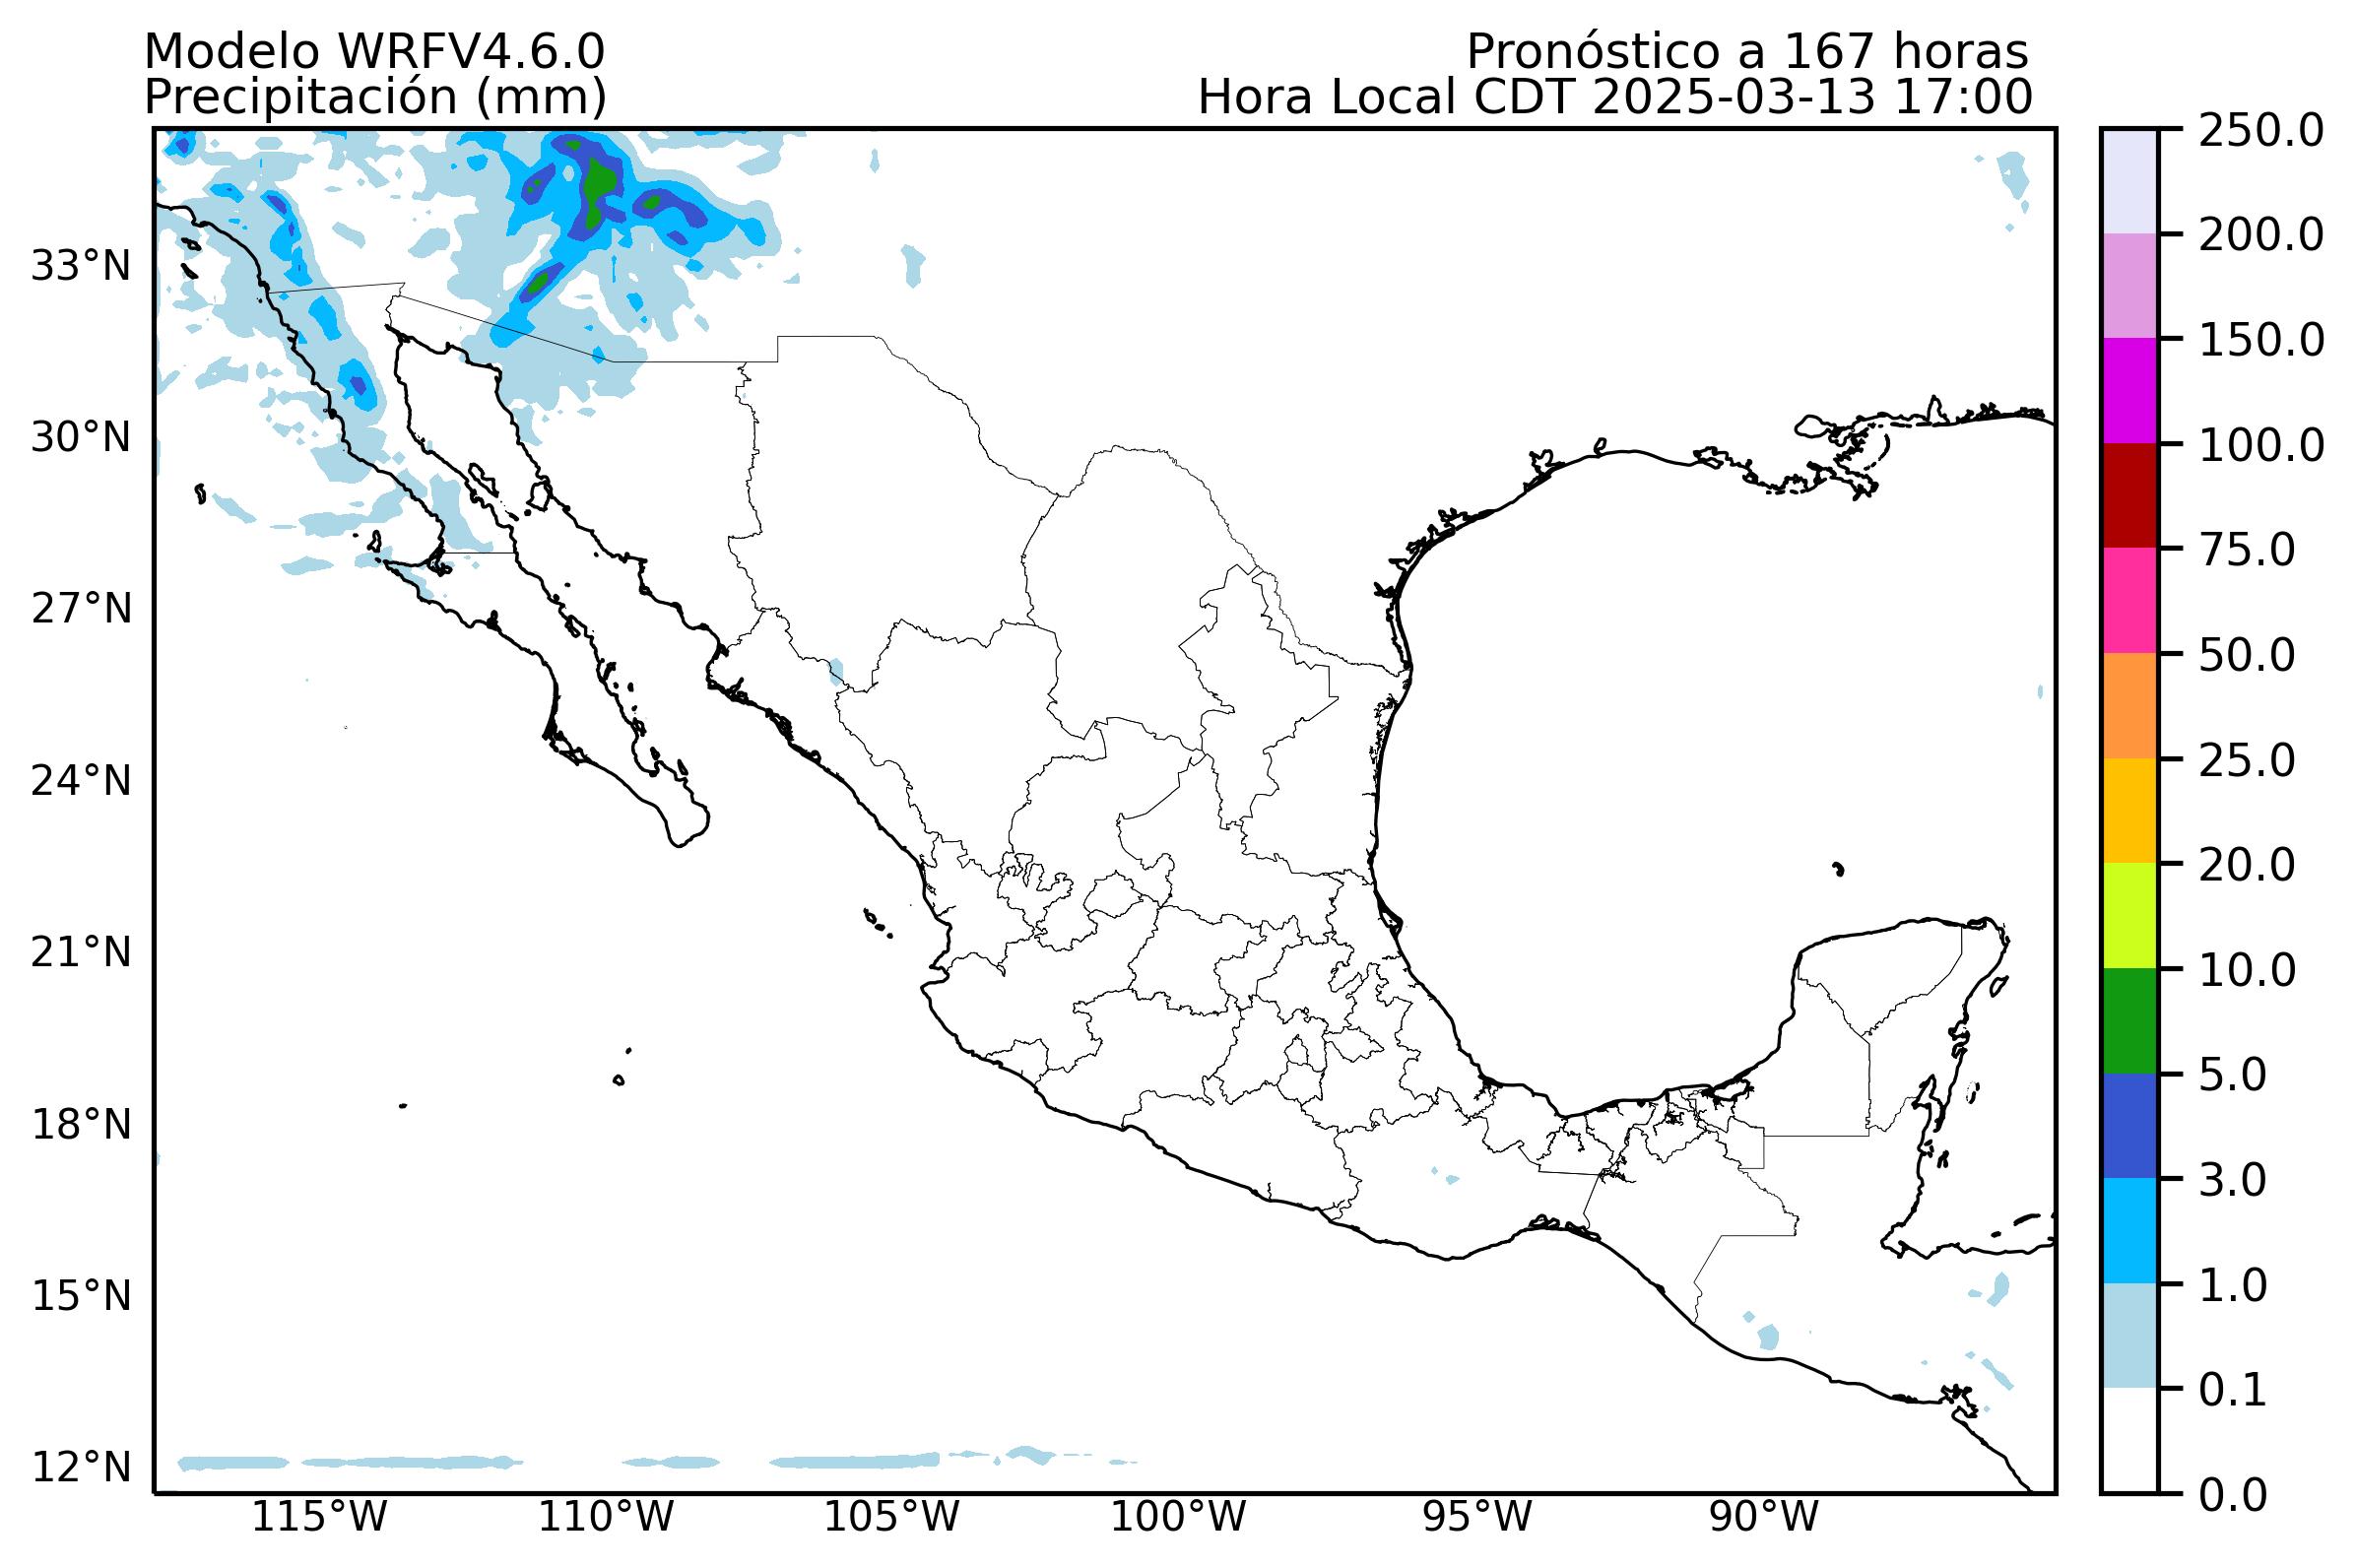 Modelo WRFV4.6.0
Pronóstico a 167 horas
Precipitación (mm)
Hora Local CDT 2025-03-13 17:00
250.0
200.0
150.0
100.0
75.0
50.0
25.0
20.0
10.0
5.0
3.0
1.0
0.1
0.0
33°N
30°N
27°N
24°N
21°N
18°N
15°N
12°N
115°W
110°W
105°W
100°W
95°W
90°W